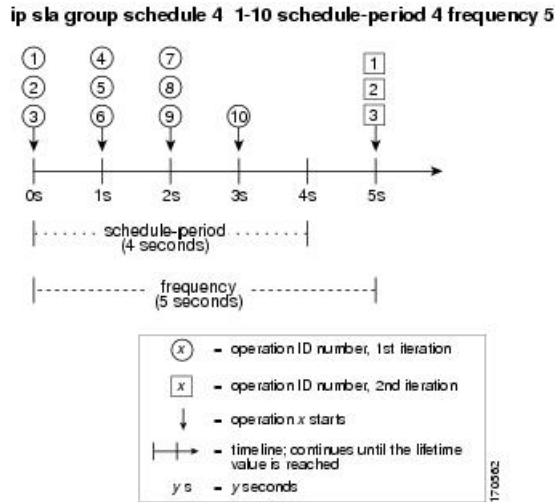 ip sla group schedule 4 1-10 schedule-period 4 frequency 5
1 4 7 1
2 5 8 2
3 6 9 10 3
0s 1s 2s 3s 4s 5s
schedule-period
(4 seconds)
frequency
(5 seconds)
x = operation ID number, 1st iteration
x = operation ID number, 2nd iteration
= operation x starts
= timeline; continues until the lifetime
value is reached
y s = y seconds
170562